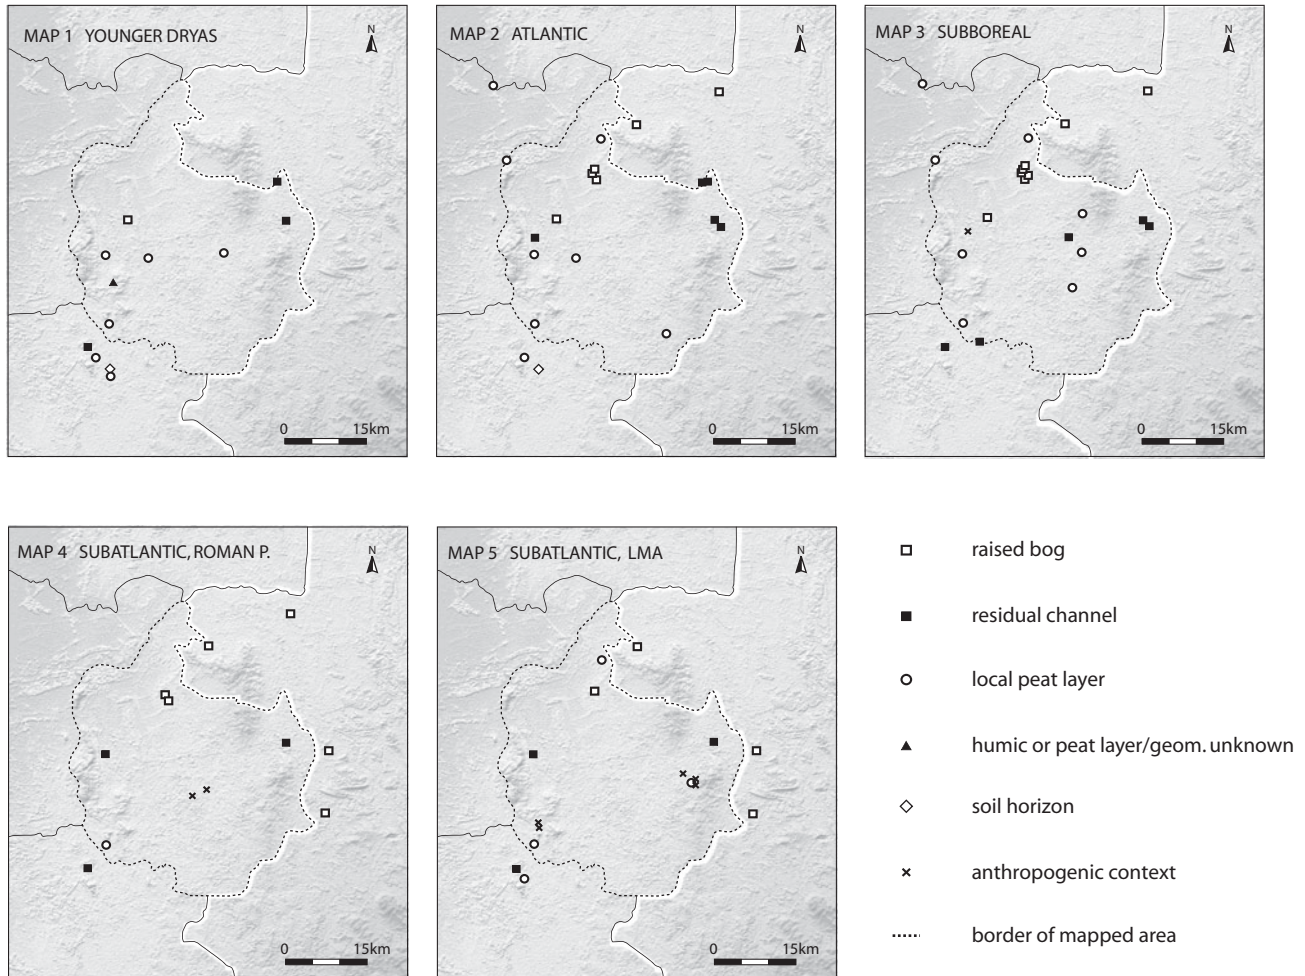 MAP 1 YOUNGER DRYAS
N
0 15km
MAP 2 ATLANTIC
N
0 15km
MAP 3 SUBBOREAL
N
0 15km
MAP 4 SUBATLANTIC, ROMAN P.
N
0 15km
MAP 5 SUBATLANTIC, LMA
N
0 15km
raised bog
residual channel
local peat layer
humic or peat layer/geom. unknown
soil horizon
anthropogenic context
border of mapped area